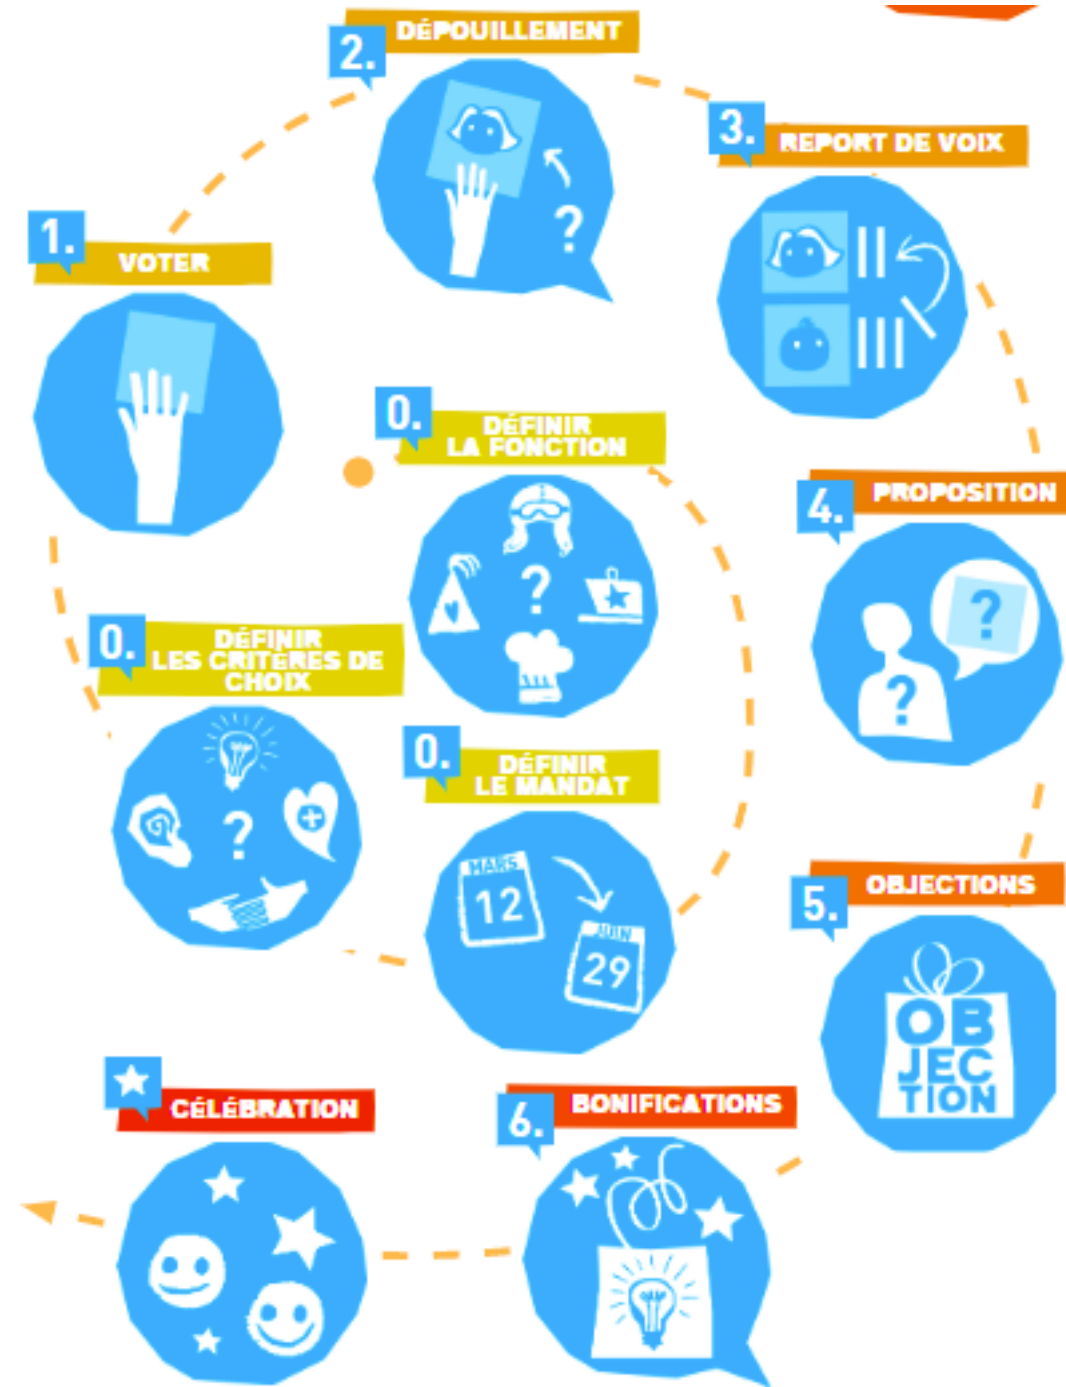 0.
DÉFINIR
LA FONCTION
?
0.
DÉFINIR
LE MANDAT
MARS
12
JUIN
29
0.
DÉFINIR
LES CRITÈRES DE
CHOIX
?
1.
VOTER
2.
DÉPOUILLEMENT
?
3.
REPORT DE VOIX
4.
PROPOSITION
?
?
5.
OBJECTIONS
OB
JEC
TION
6.
BONIFICATIONS
CÉLÉBRATION